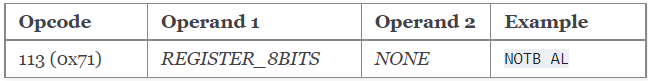 Opcode Operand 1 Operand 2 Example
113 (0x71) REGISTER_8BITS NONE NOTB AL